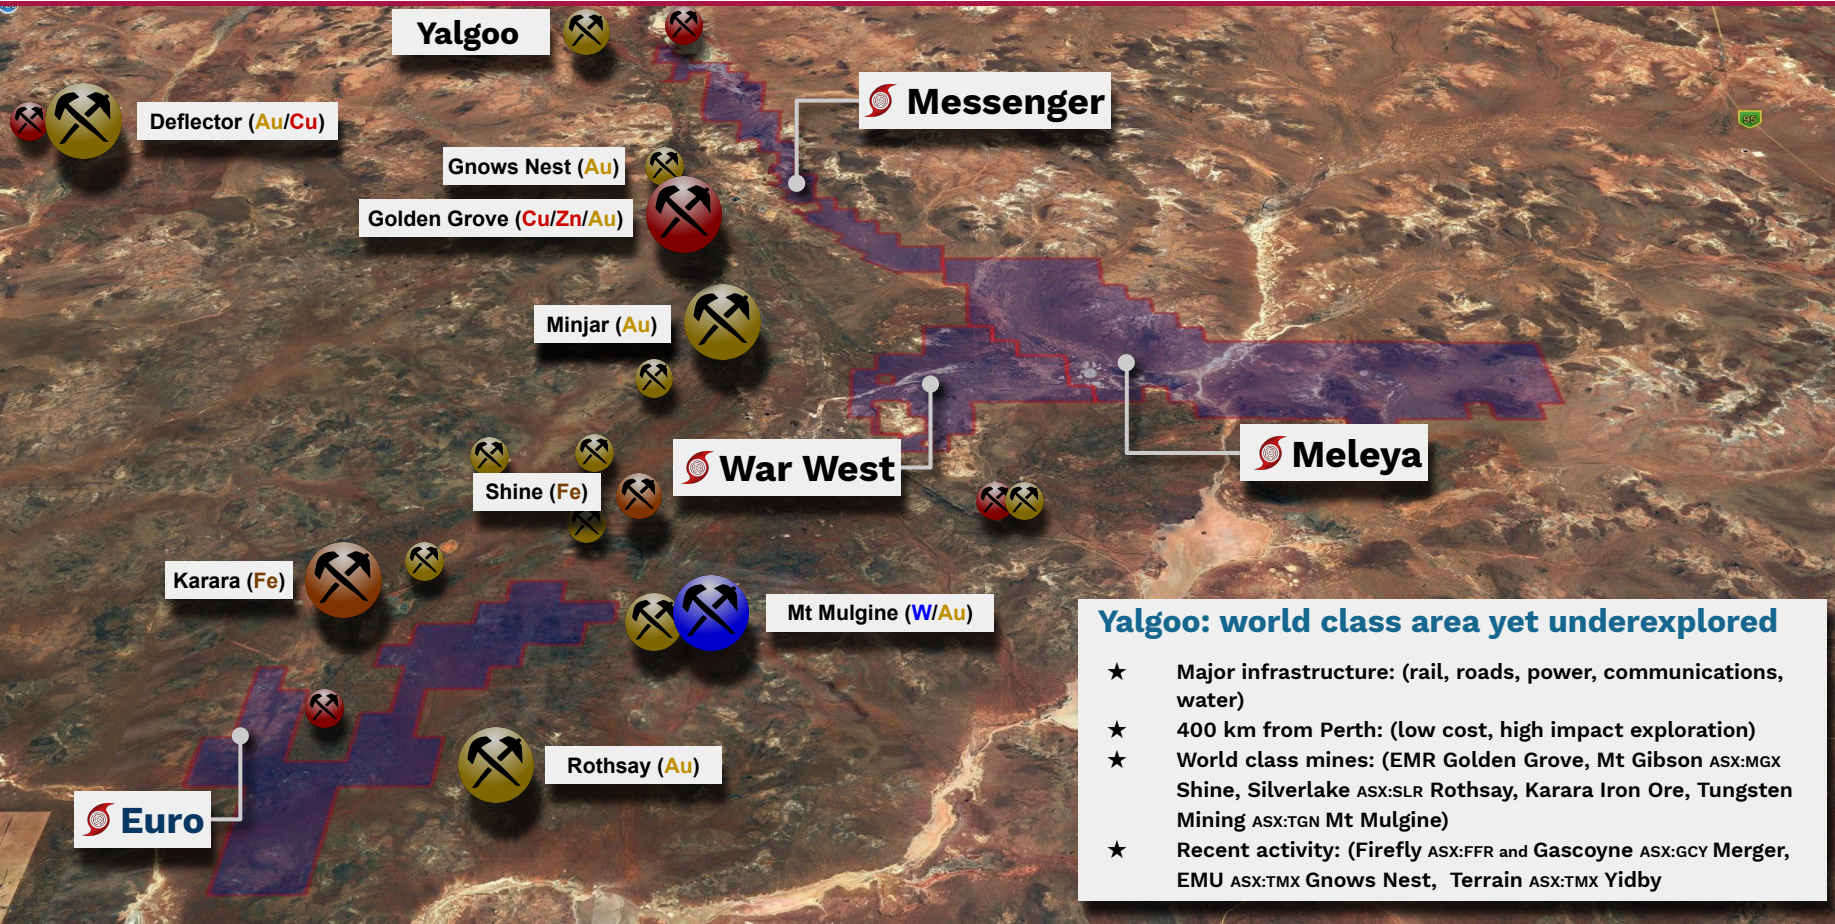 Yalgoo
Messenger
Deflector (Au/Cu)
95
Gnows Nest (Au)
Golden Grove (Cu/Zn/Au)
Minjar (Au)
War West
Meleya
Shine (Fe)
Karara (Fe)
Mt Mulgine (W/Au)
Rothsay (Au)
Euro
Yalgoo: world class area yet underexplored
★ Major infrastructure: (rail, roads, power, communications,
water)
★ 400 km from Perth: (low cost, high impact exploration)
★ World class mines: (EMR Golden Grove, Mt Gibson ASX:MGX
Shine, Silverlake ASX:SLR Rothsay, Karara Iron Ore, Tungsten
Mining ASX:TGN Mt Mulgine)
★ Recent activity: (Firefly ASX:FFR and Gascoyne ASX:GCY Merger,
EMU ASX:TMX Gnows Nest, Terrain ASX:TMX Yidby